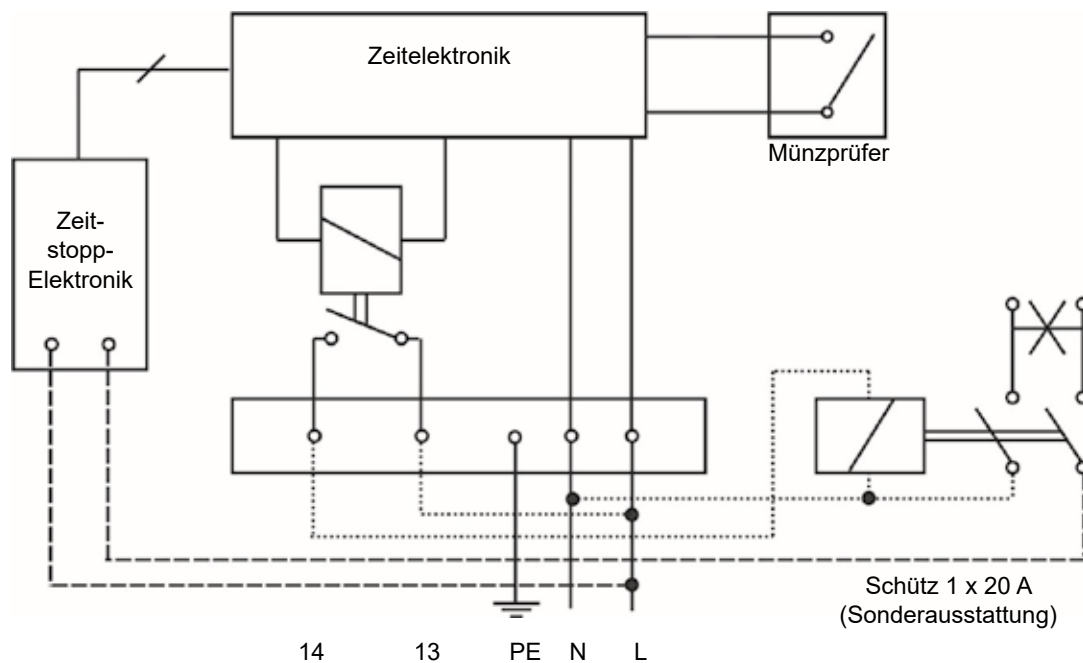 Zeitelektronik
Münzprüfer
Zeit-
stopp-
Elektronik
Schütz 1 x 20 A
(Sonderausstattung)
14 13 PE N L